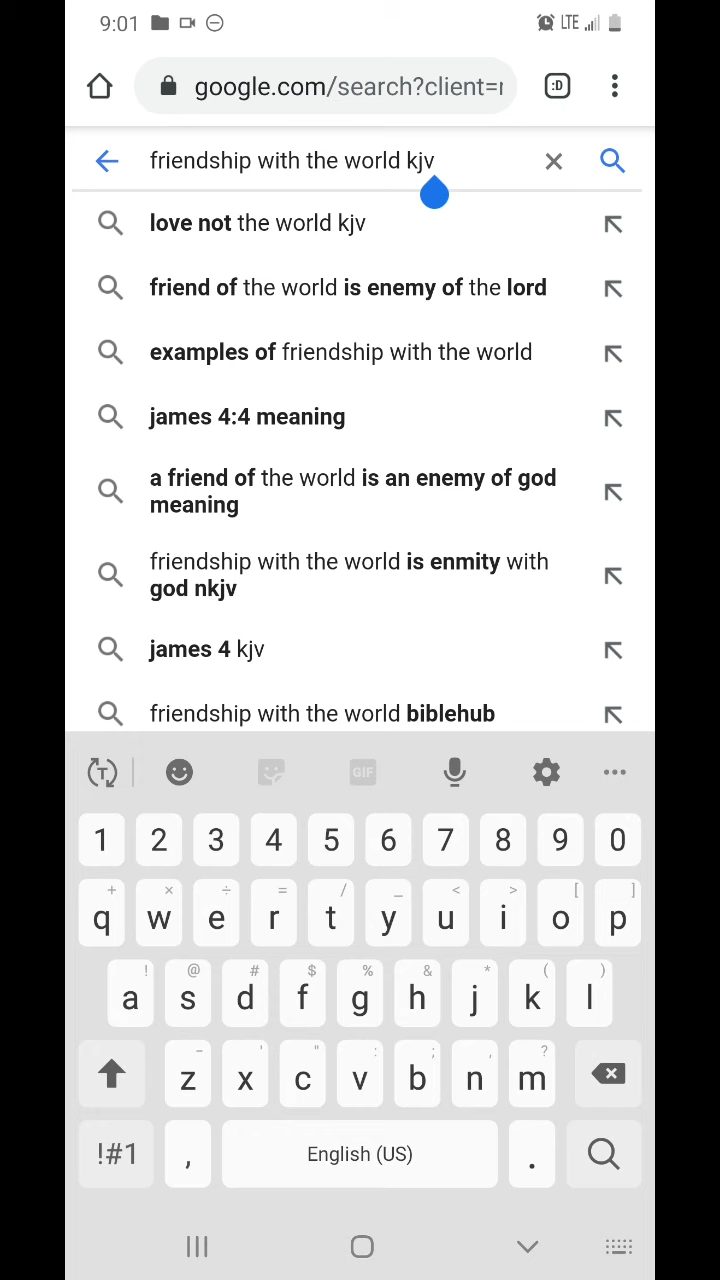 9:01 LTE
google.com/search?client=r :D
friendship with the world kjv
love not the world kjv
friend of the world is enemy of the lord
examples of friendship with the world
james 4:4 meaning
a friend of the world is an enemy of god
meaning
friendship with the world is enmity with
god nkjv
james 4 kjv
friendship with the world biblehub
T GIF
1 2 3 4 5 6 7 8 9 0
+ × ÷ = / _ < > [ ]
q w e r t y u i o p
! @ # $ % & * ( )
a s d f g h j k l
- ' " : ; , ?
z x c v b n m
!#1 , English (US) .